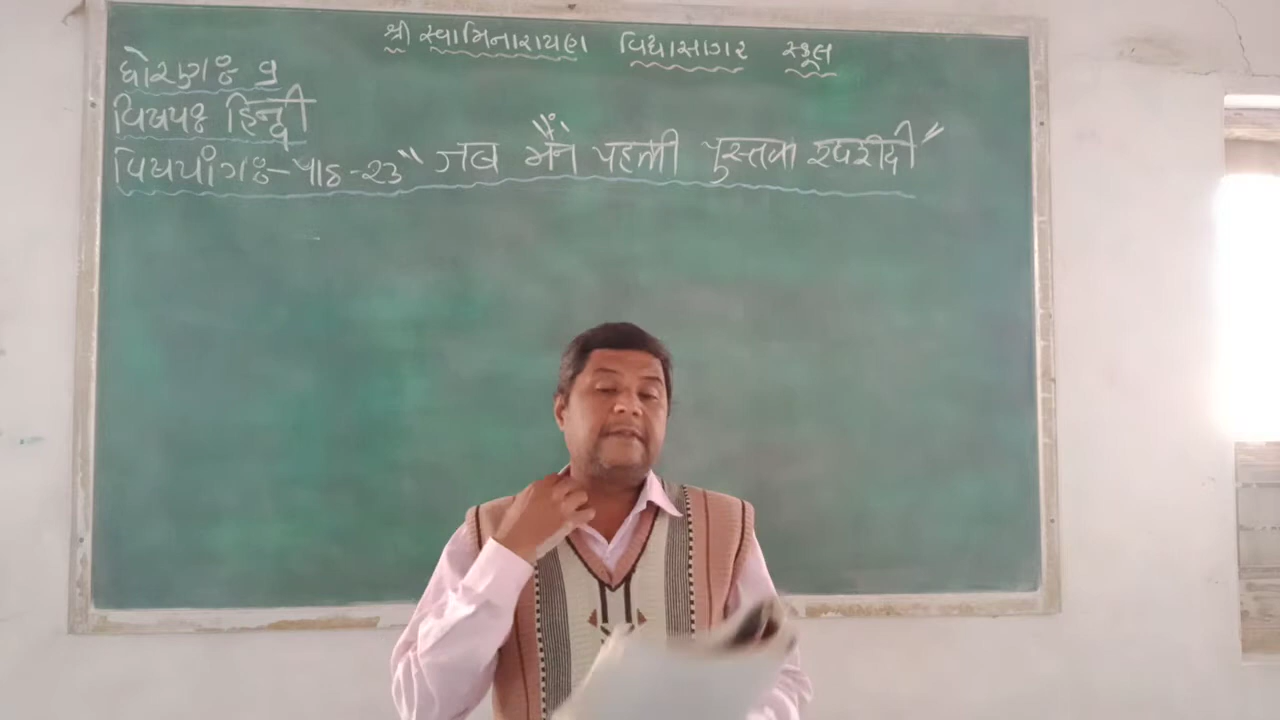 શ્રી સ્વામિનારાયણ વિદ્યાસાગર સ્કૂલ
ધોરણઃ ૭
વિષયઃ हिन्दी
વિષયાંગઃ- પાઠ-૨૩ " जब मैंने पहली पुस्तक खरीदी "